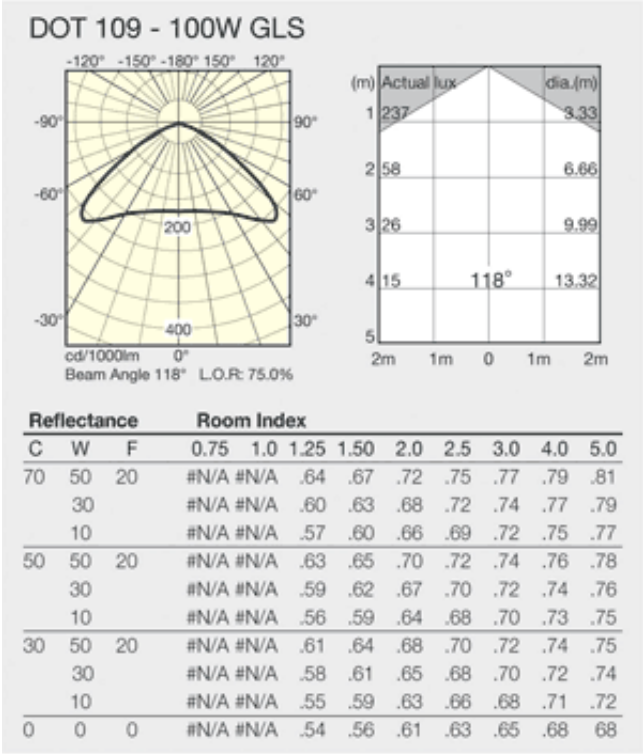 DOT 109 - 100W GLS
-120° -150° -180° 150° 120°
-90° 90°
-60° 60°
200
-30° 30°
400
cd/1000lm 0°
Beam Angle 118° L.O.R: 75.0%
(m) Actual lux dia.(m)
1 237 3.33
2 58 6.66
3 26 9.99
4 15 118° 13.32
5
2m 1m 0 1m 2m
Reflectance Room Index
C W F 0.75 1.0 1.25 1.50 2.0 2.5 3.0 4.0 5.0
70 50 20 #N/A #N/A .64 .67 .72 .75 .77 .79 .81
30 #N/A #N/A .60 .63 .68 .72 .74 .77 .79
10 #N/A #N/A .57 .60 .66 .69 .72 .75 .77
50 50 20 #N/A #N/A .63 .65 .70 .72 .74 .76 .78
30 #N/A #N/A .59 .62 .67 .70 .72 .74 .76
10 #N/A #N/A .56 .59 .64 .68 .70 .73 .75
30 50 20 #N/A #N/A .61 .64 .68 .70 .72 .74 .75
30 #N/A #N/A .58 .61 .65 .68 .70 .72 .74
10 #N/A #N/A .55 .59 .63 .66 .68 .71 .72
0 0 0 #N/A #N/A .54 .56 .61 .63 .65 .68 68